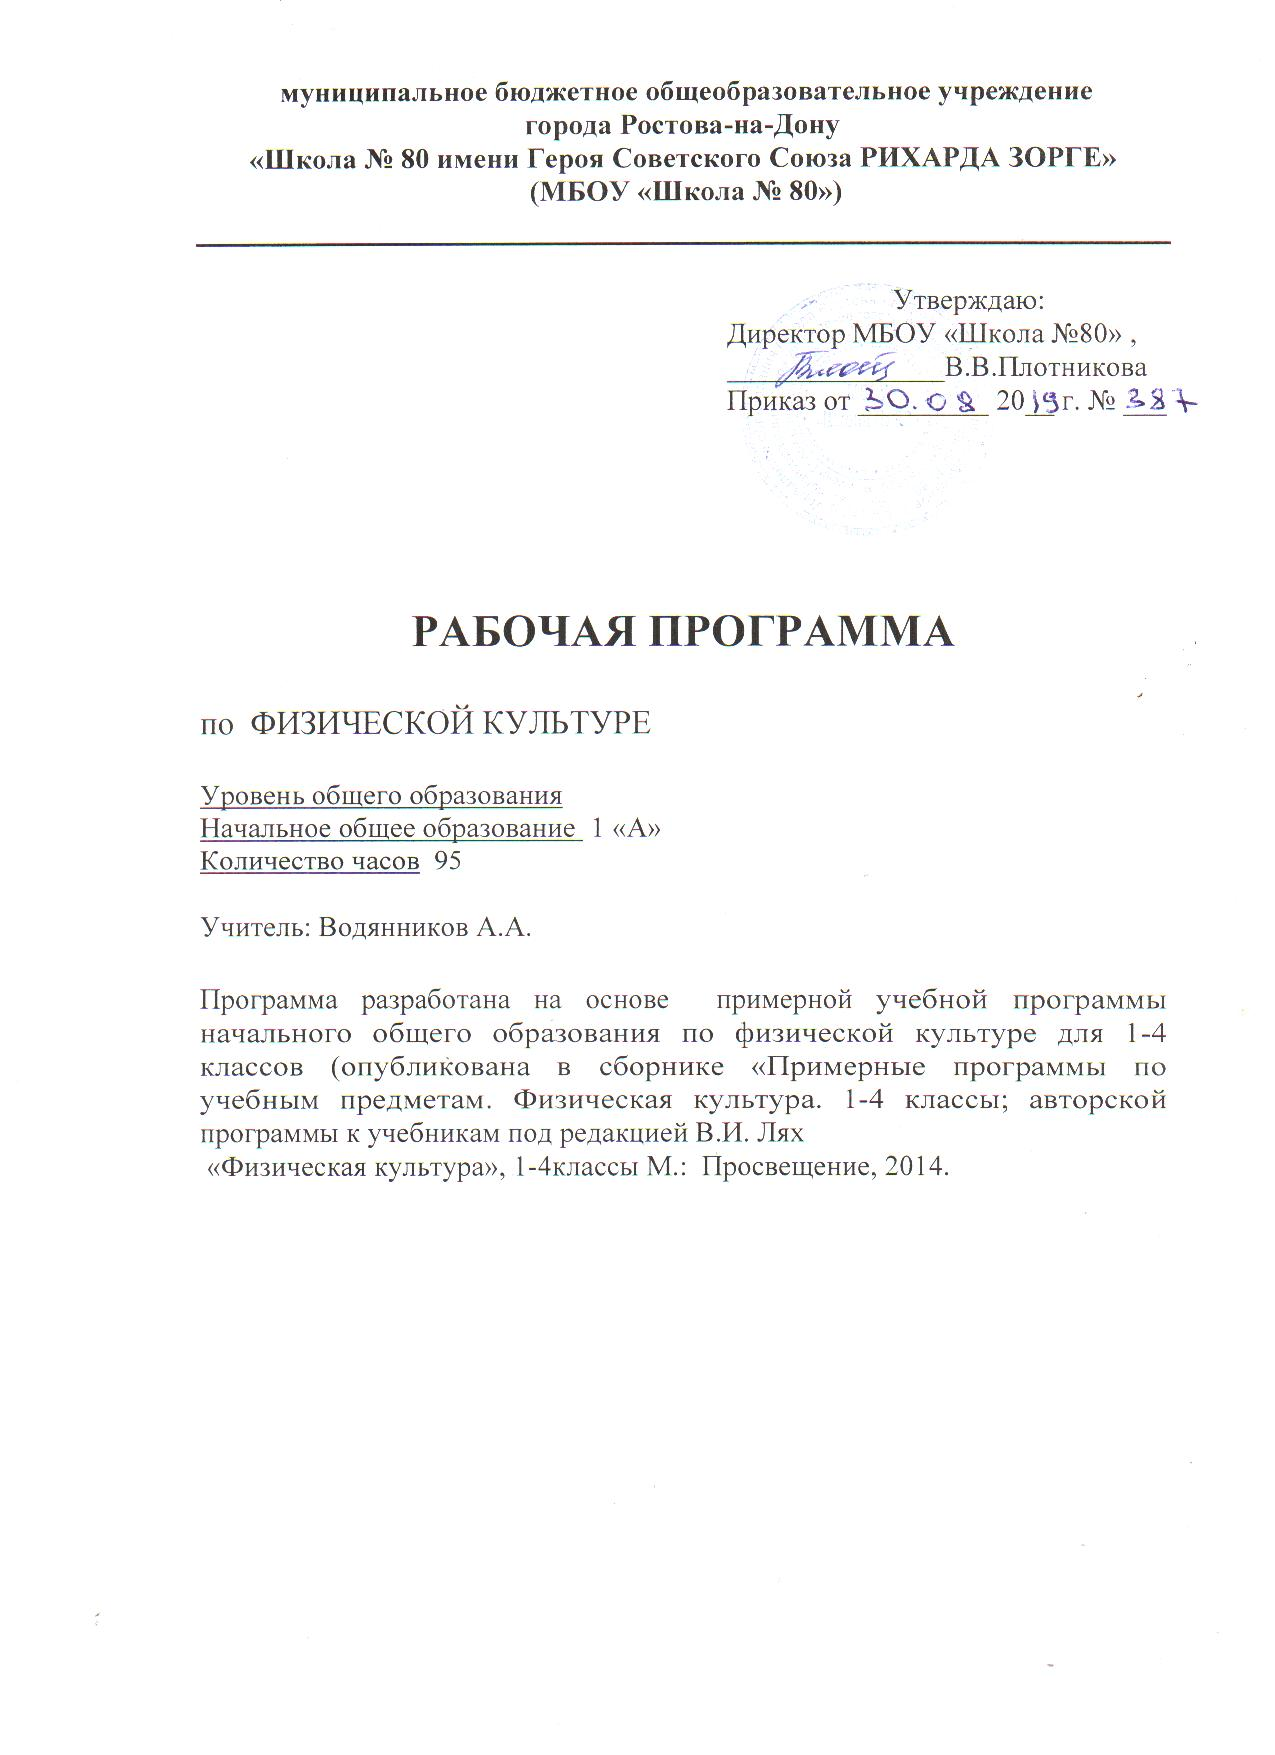 муниципальное бюджетное общеобразовательное учреждение
города Ростова-на-Дону
«Школа № 80 имени Героя Советского Союза РИХАРДА ЗОРГЕ»
(МБОУ «Школа № 80»)
Утверждаю:
Директор МБОУ «Школа №80» ,
В.В.Плотникова
Приказ от 30.08 2019г. № 387
РАБОЧАЯ ПРОГРАММА
по ФИЗИЧЕСКОЙ КУЛЬТУРЕ
Уровень общего образования
Начальное общее образование 1 «А»
Количество часов 95
Учитель: Водянников А.А.
Программа разработана на основе примерной учебной программы
начального общего образования по физической культуре для 1-4
классов (опубликована в сборнике «Примерные программы по
учебным предметам. Физическая культура. 1-4 классы; авторской
программы к учебникам под редакцией В.И. Лях
«Физическая культура», 1-4классы М.: Просвещение, 2014.